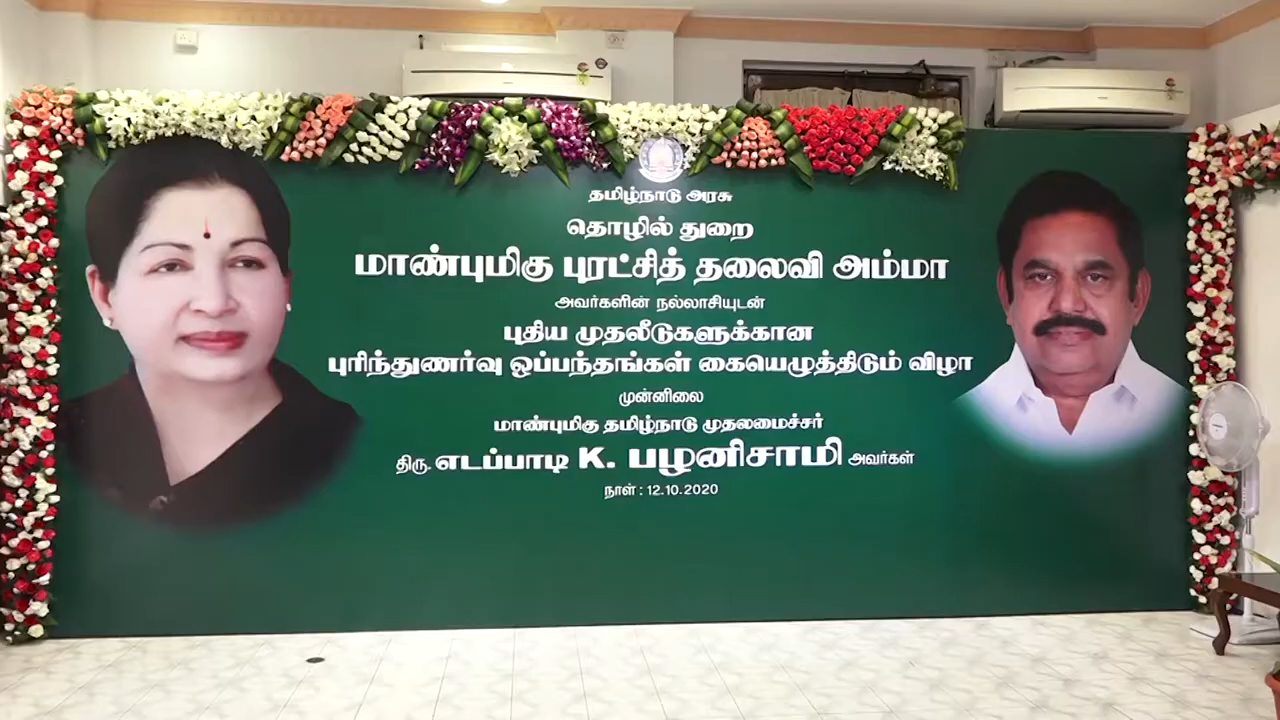 தமிழ்நாடு அரசு
தொழில் துறை
மாண்புமிகு புரட்சித் தலைவி அம்மா
அவர்களின் நல்லாசியுடன்
புதிய முதலீடுகளுக்கான
புரிந்துணர்வு ஒப்பந்தங்கள் கையெழுத்திடும் விழா
முன்னிலை
மாண்புமிகு தமிழ்நாடு முதலமைச்சர்
திரு. எடப்பாடி K. பழனிசாமி அவர்கள்
நாள் : 12.10.2020